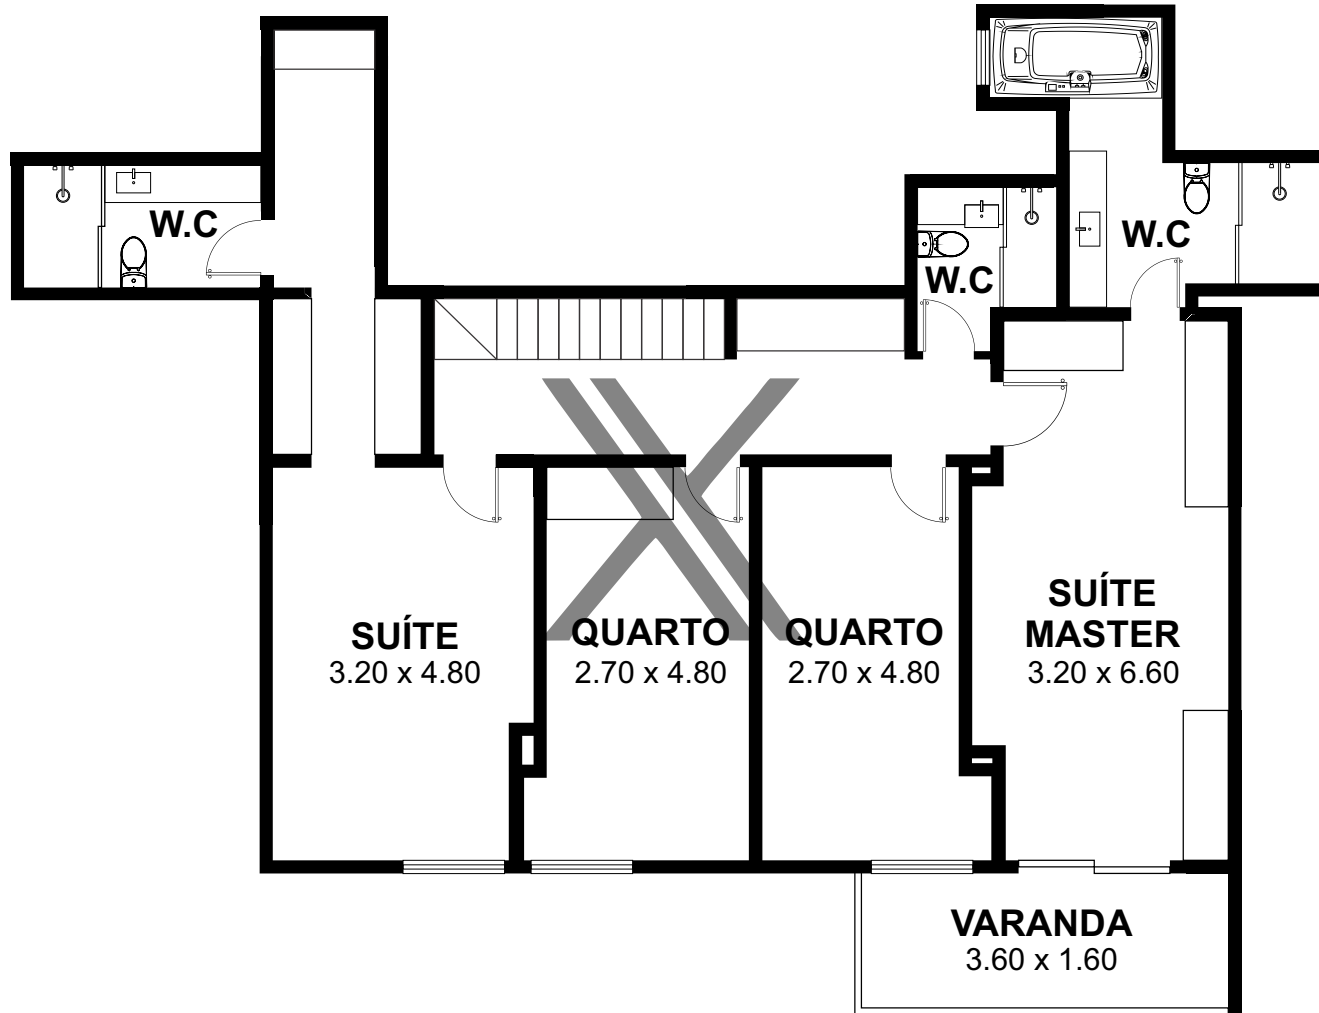 W.C
W.C
W.C
SUÍTE
3.20 x 4.80
QUARTO
2.70 x 4.80
QUARTO
2.70 x 4.80
SUÍTE
MASTER
3.20 x 6.60
VARANDA
3.60 x 1.60